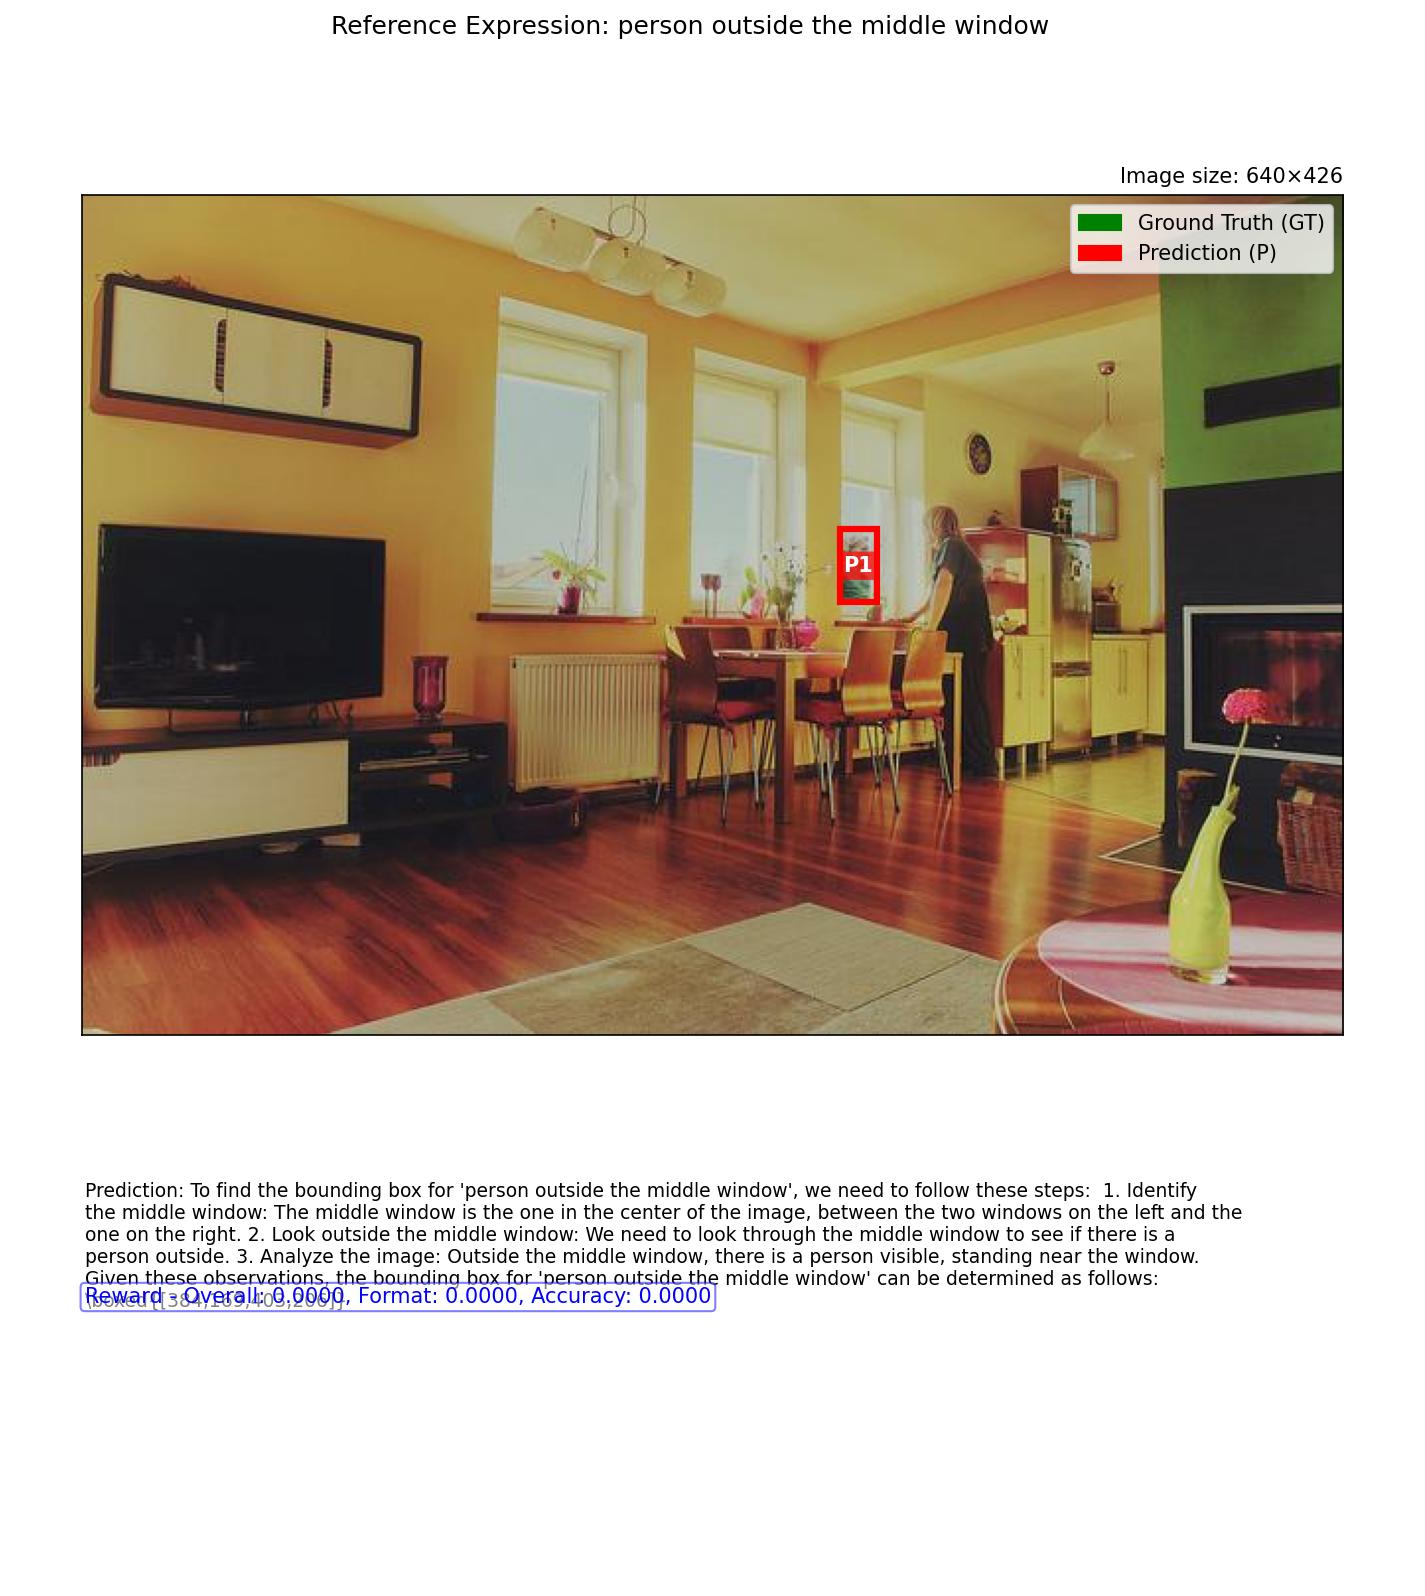 Reference Expression: person outside the middle window
Image size: 640×426
Ground Truth (GT)
Prediction (P)
P1
Prediction: To find the bounding box for 'person outside the middle window', we need to follow these steps:  1. Identify
the middle window: The middle window is the one in the center of the image, between the two windows on the left and the
one on the right. 2. Look outside the middle window: We need to look through the middle window to see if there is a
person outside. 3. Analyze the image: Outside the middle window, there is a person visible, standing near the window.
Given these observations, the bounding box for 'person outside the middle window' can be determined as follows:
Reward - Overall: 0.0000, Format: 0.0000, Accuracy: 0.0000